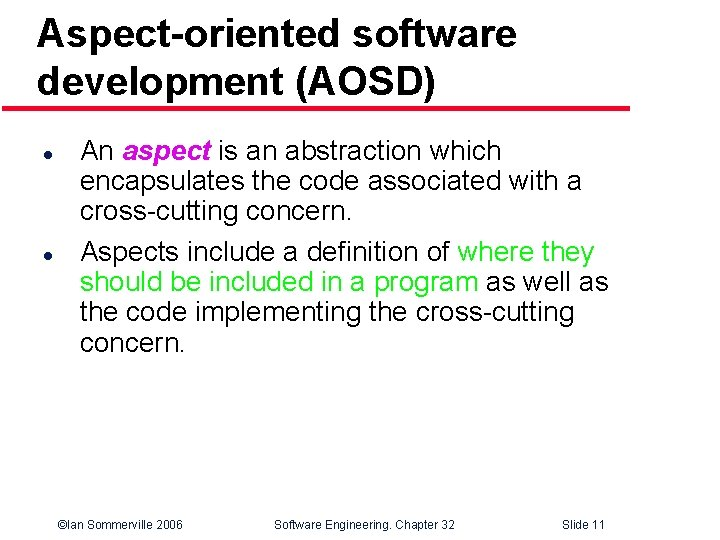 Aspect-oriented software
development (AOSD)
● An aspect is an abstraction which
encapsulates the code associated with a
cross-cutting concern.
● Aspects include a definition of where they
should be included in a program as well as
the code implementing the cross-cutting
concern.
©Ian Sommerville 2006 Software Engineering. Chapter 32 Slide 11